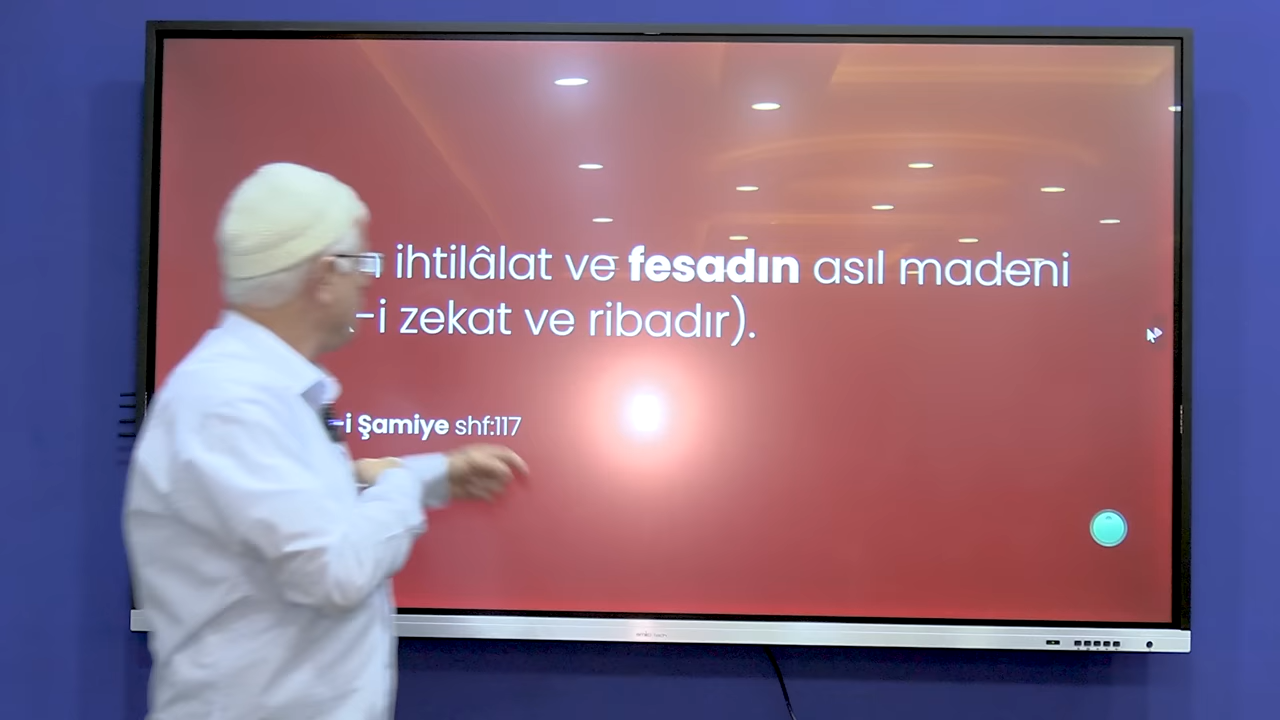 ihtilâlat ve fesadın asıl madeni
-i zekat ve ribadır).
-i Şamiye shf:117